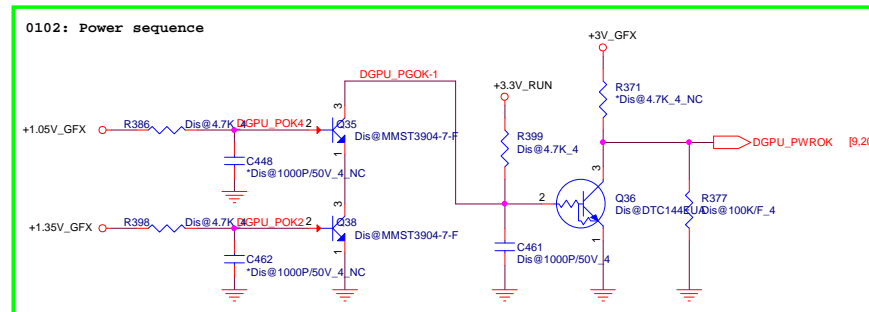 0102: Power sequence
+3V_GFX
DGPU_PGOK-1
+3.3V_RUN
R371
*Dis@4.7K_4_NC
3
R386
Dis@4.7K_4
DGPU_POK4
2
Q35
Dis@MMST3904-7-F
+1.05V_GFX
R399
Dis@4.7K_4
DGPU_PWROK
[9,20
1
C448
*Dis@1000P/50V_4_NC
3
2
Q36
Dis@DTC144EUA
R377
Dis@100K/F_4
3
R398
Dis@4.7K_4
DGPU_POK2
2
Q38
Dis@MMST3904-7-F
+1.35V_GFX
1
1
C461
Dis@1000P/50V_4
C462
*Dis@1000P/50V_4_NC